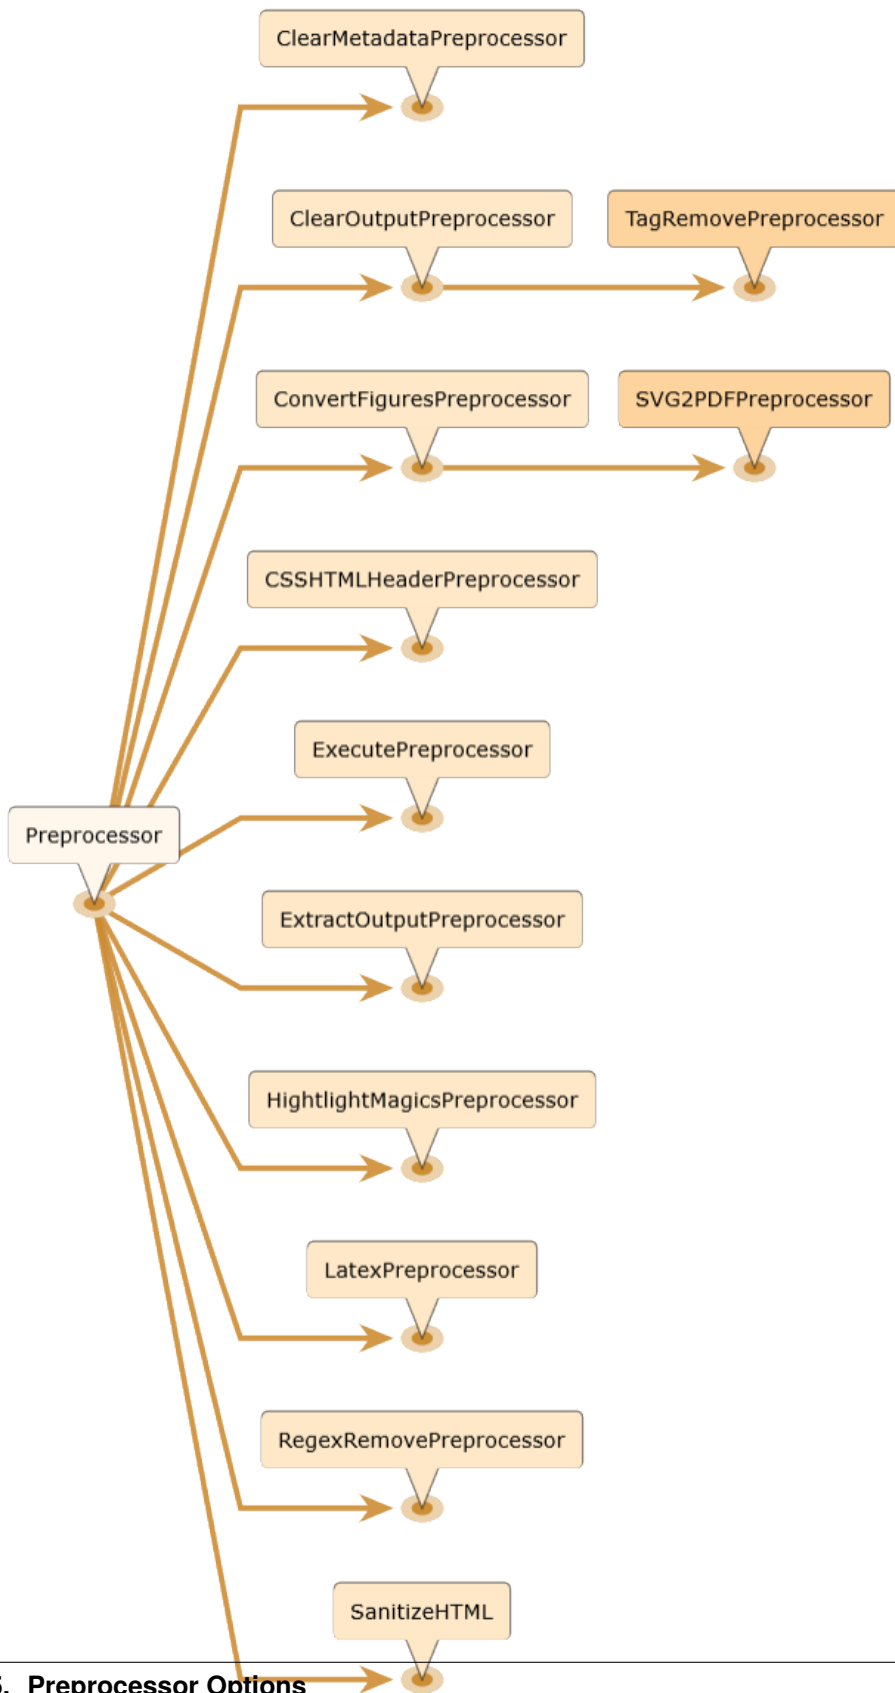 ClearMetadataPreprocessor
ClearOutputPreprocessor
TagRemovePreprocessor
ConvertFiguresPreprocessor
SVG2PDFPreprocessor
CSSHTMLHeaderPreprocessor
ExecutePreprocessor
Preprocessor
ExtractOutputPreprocessor
HightlightMagicsPreprocessor
LatexPreprocessor
RegexRemovePreprocessor
SanitizeHTML
Preprocessor Options